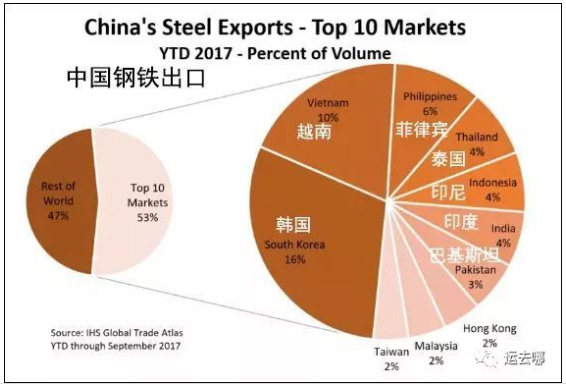 China's Steel Exports - Top 10 Markets
YTD 2017 - Percent of Volume
中国钢铁出口
Rest of
World
47%
Top 10
Markets
53%
Vietnam
10%
越南
Philippines
6%
菲律宾
Thailand
4%
泰国
Indonesia
4%
印尼
印度
India
4%
巴基斯坦
Pakistan
3%
Hong Kong
2%
Malaysia
2%
Taiwan
2%
韩国
South Korea
16%
Source: IHS Global Trade Atlas
YTD through September 2017
运去哪